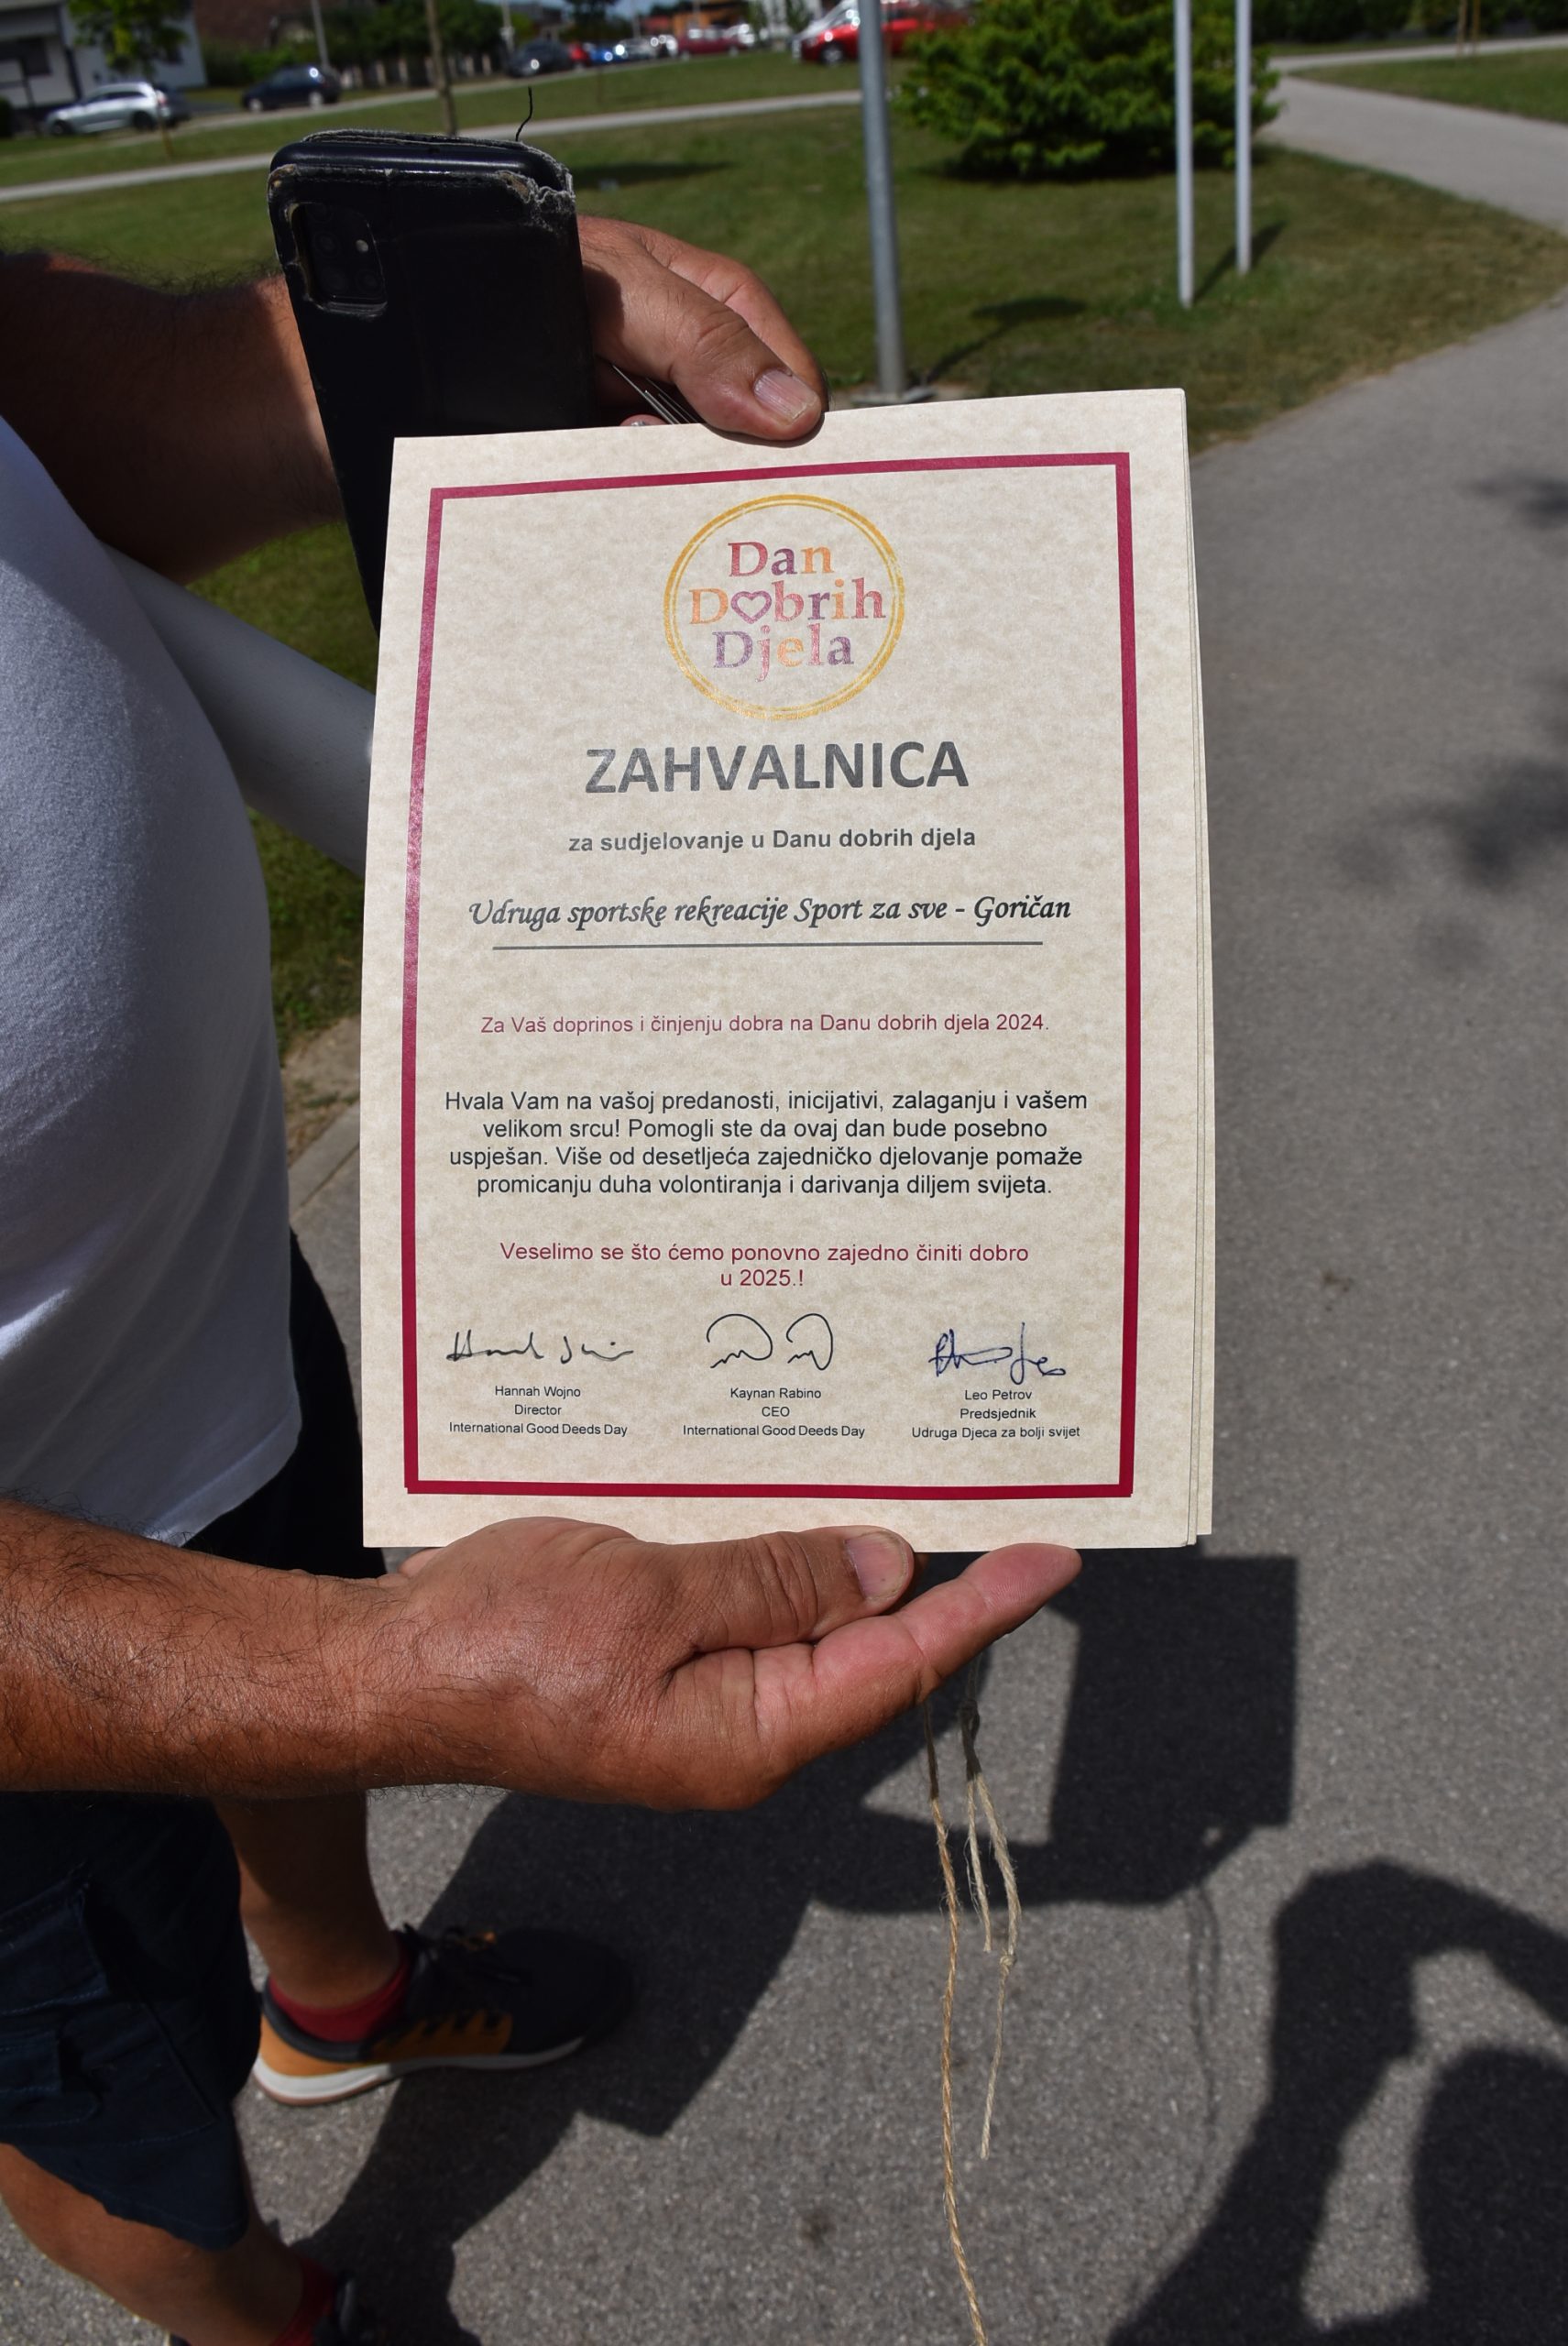 Dan
Dobrih
Djela
ZAHVALNICA
za sudjelovanje u Danu dobrih djela
Udruga sportske rekreacije Sport za sve - Goričan
Za Vaš doprinos i činjenju dobra na Danu dobrih djela 2024.
Hvala Vam na vašoj predanosti, inicijativi, zalaganju i vašem
velikom srcu! Pomogli ste da ovaj dan bude posebno
uspješan. Više od desetljeća zajedničko djelovanje pomaže
promicanju duha volontiranja i darivanja diljem svijeta.
Veselimo se što ćemo ponovno zajedno činiti dobro
u 2025.!
Hannah Wojno
Director
International Good Deeds Day
Kaynan Rabino
CEO
International Good Deeds Day
Leo Petrov
Predsjednik
Udruga Djeca za bolji svijet